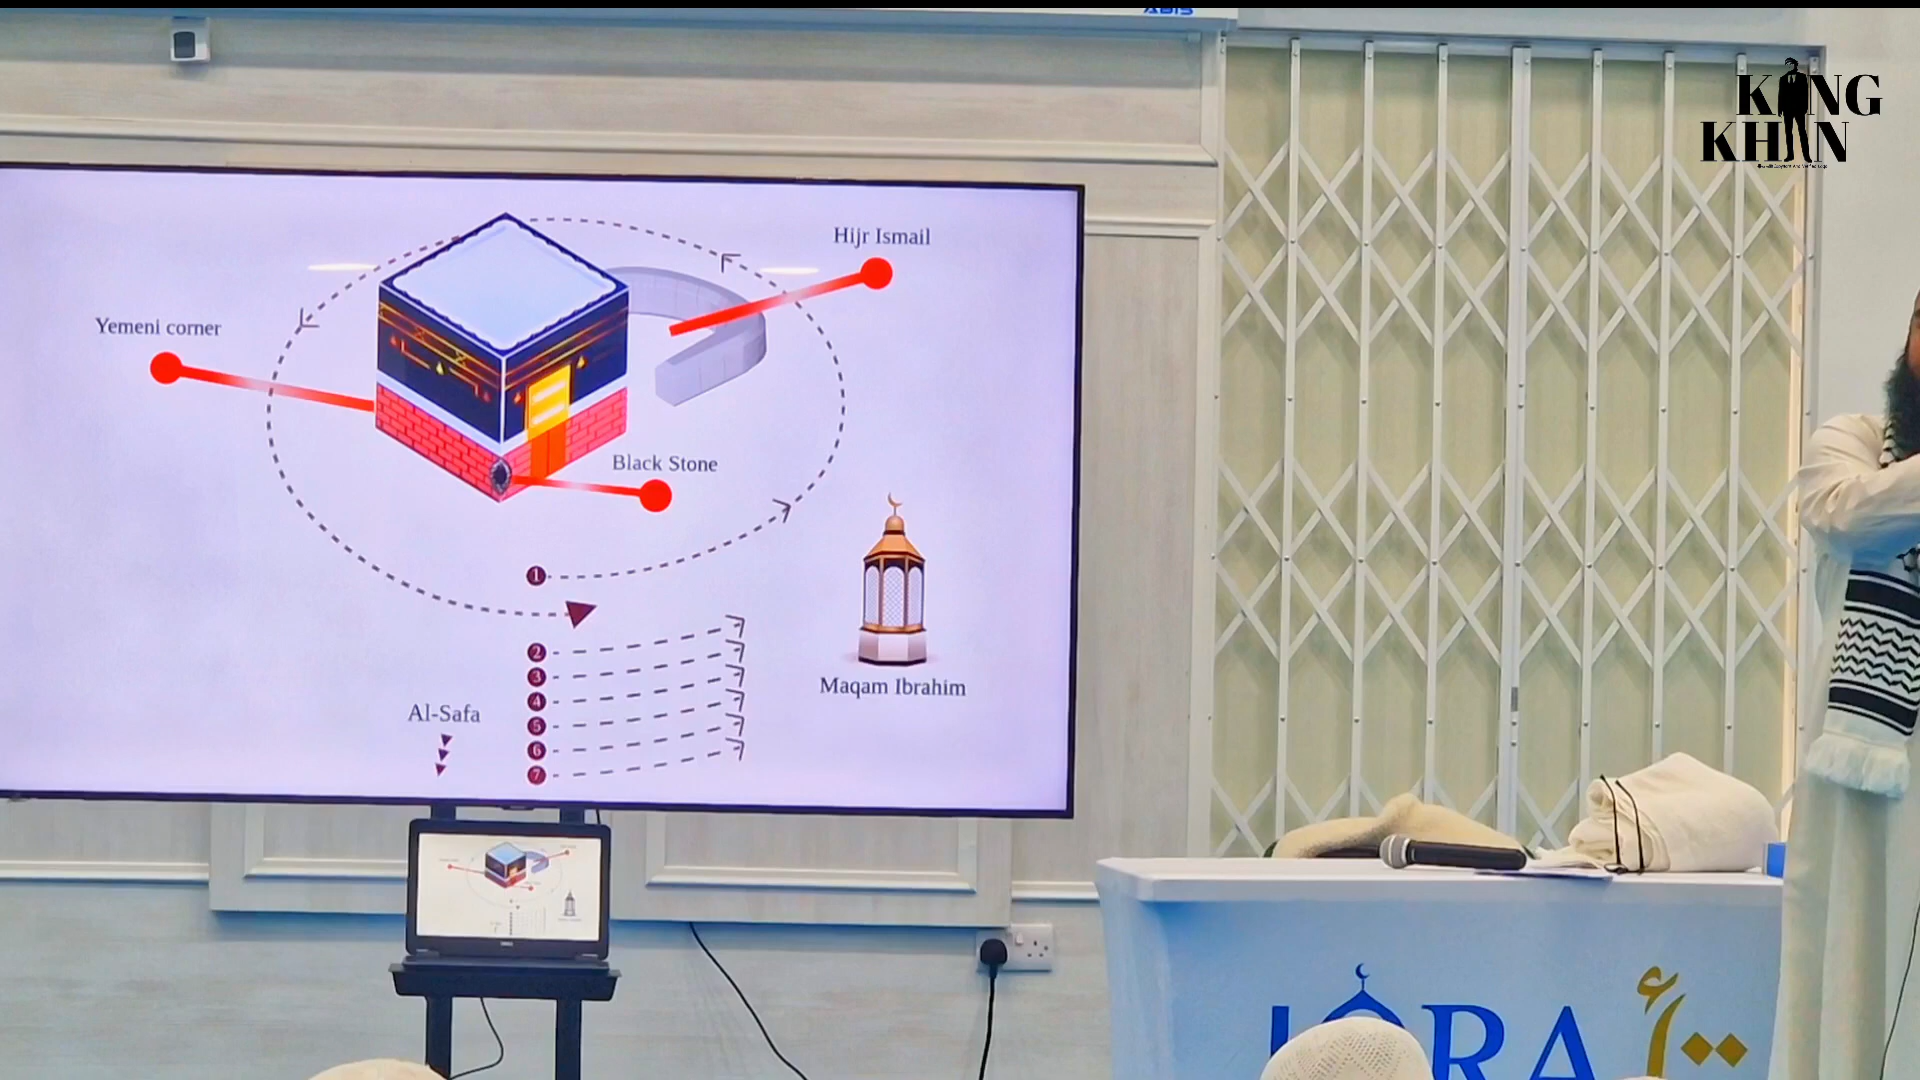 KING
KHAN
Hijr Ismail
Yemeni corner
Black Stone
1
2
3
4
5
6
7
Al-Safa
Maqam Ibrahim
IQRA